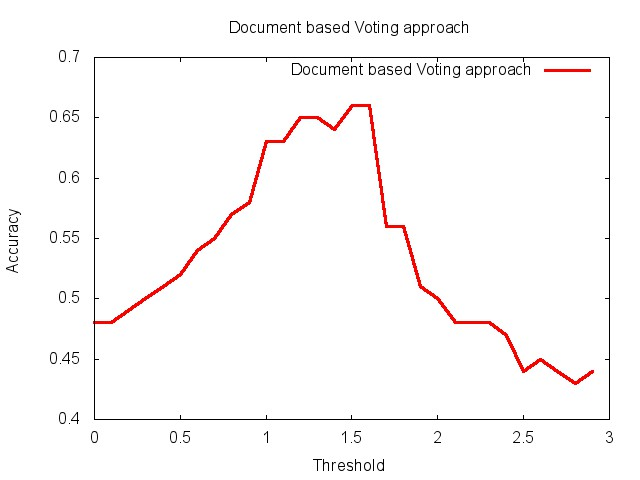 Document based Voting approach
0.7
Document based Voting approach
0.65
0.6
0.55
0.5
0.45
0.4
Accuracy
0 0.5 1 1.5 2 2.5 3
Threshold